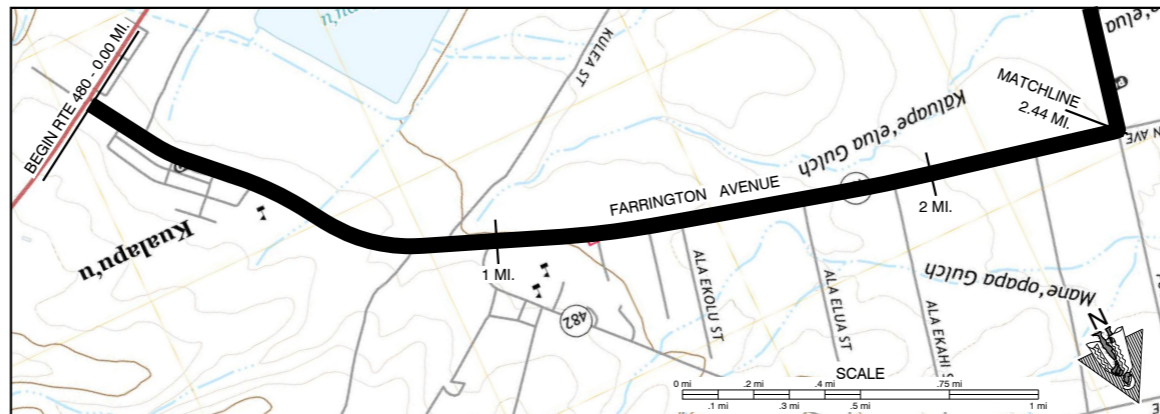 BEGIN RTE 480 - 0.00 MI.
KULEA ST
MATCHLINE
2.44 MI.
Kaluape'elua Gulch
FARRINGTON AVENUE
2 MI.
Kualapu'u
1 MI.
482
ALA EKOLU ST
ALA ELUA ST
ALA EKAHI
Mane'opapa Gulch
N
SCALE
0 mi .2 mi .4 mi .75 mi
.1 mi .3 mi .5 mi 1 mi